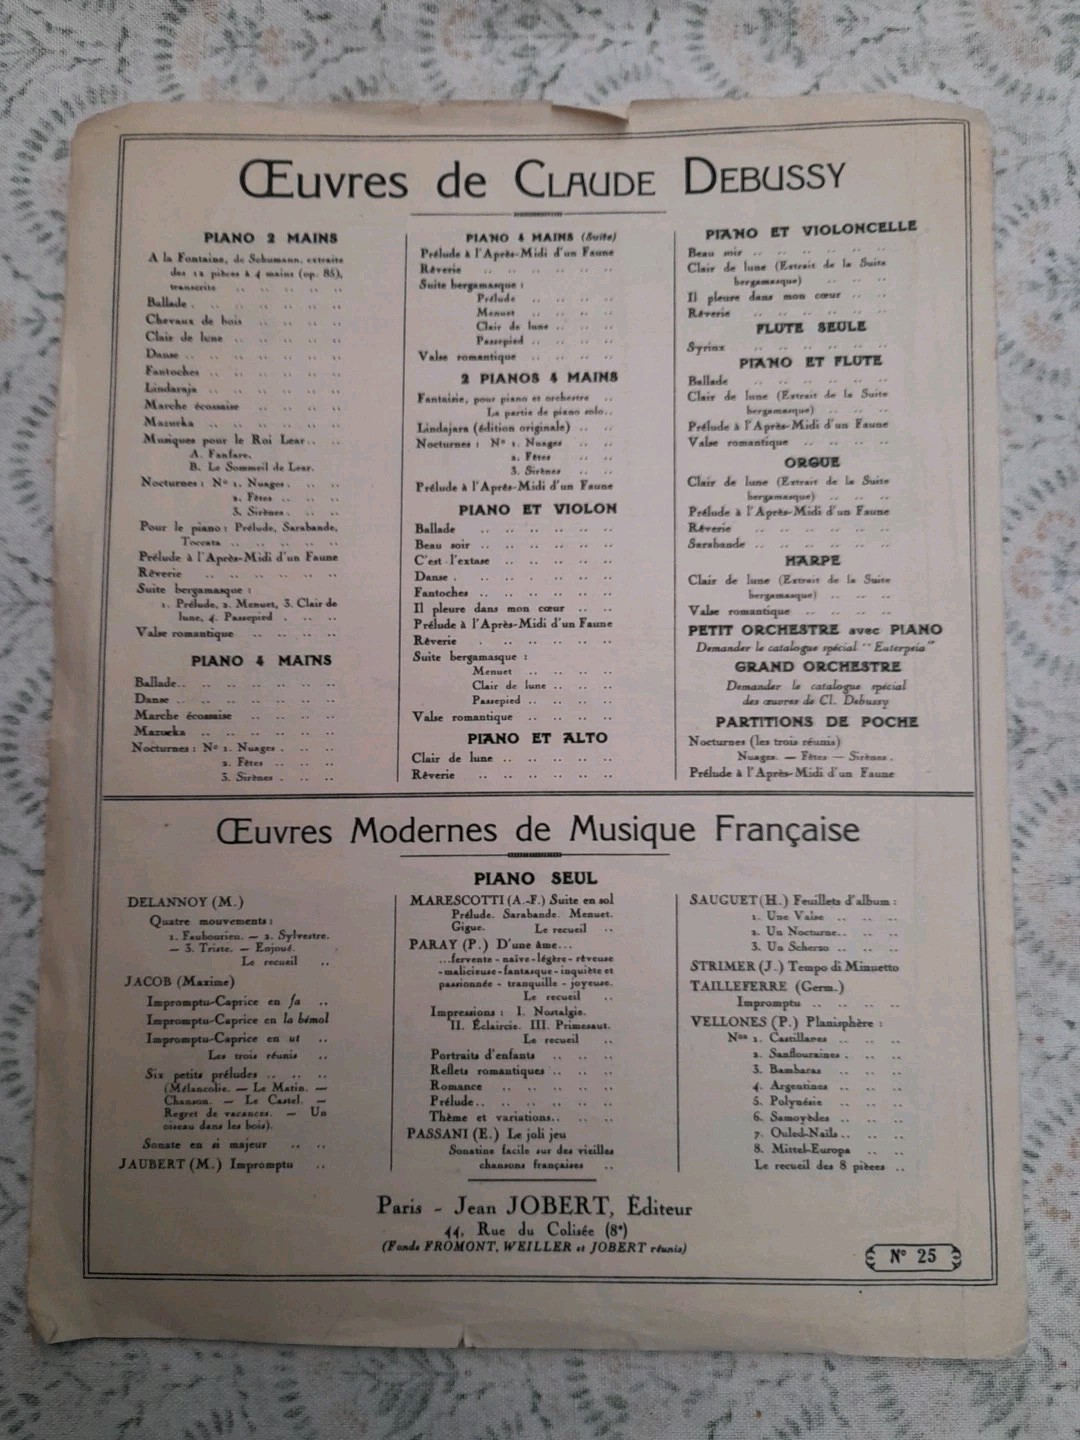 Œuvres de CLAUDE DEBUSSY
PIANO 2 MAINS
A la Fontaine, de Schumann, extraite
des 12 pièces à 4 mains (op. 85),
transcrite .. .. .. .. ..
Ballade . .. .. .. .. ..
Chevaux de bois .. .. .. ..
Clair de lune .. .. .. .. ..
Danse .. .. .. .. .. ..
Fantoches .. .. .. .. .. ..
Lindaraja .. .. .. .. .. ..
Marche écossaise .. .. .. ..
Mazurka .. .. .. .. .. ..
Musiques pour le Roi Lear .. ..
A. Fanfare.
B. Le Sommeil de Lear.
Nocturnes : N° 1. Nuages . .. ..
2. Fêtes .. .. ..
3. Sirènes . .. ..
Pour le piano : Prélude, Sarabande,
Toccata .. .. .. .. ..
Prélude à l'Après-Midi d'un Faune
Rêverie .. .. .. .. .. ..
Suite bergamasque :
1. Prélude, 2. Menuet, 3. Clair de
lune, 4. Passepied . .. ..
Valse romantique .. .. .. ..
PIANO 4 MAINS
Ballade .. .. .. .. .. ..
Danse .. .. .. .. .. ..
Marche écossaise .. .. .. ..
Mazurka .. .. .. .. .. ..
Nocturnes : N° 1. Nuages . .. ..
2. Fêtes .. .. ..
3. Sirènes . .. ..
PIANO 4 MAINS (Suite)
Prélude à l'Après-Midi d'un Faune
Rêverie .. .. .. .. .. ..
Suite bergamasque :
Prélude .. .. .. ..
Menuet .. .. .. ..
Clair de lune .. .. ..
Passepied .. .. .. ..
Valse romantique .. .. .. ..
2 PIANOS 4 MAINS
Fantaisie, pour piano et orchestre ..
La partie de piano solo ..
Lindajara (édition originale) .. ..
Nocturnes : N° 1. Nuages .. ..
2. Fêtes .. ..
3. Sirènes .. ..
Prélude à l'Après-Midi d'un Faune
PIANO ET VIOLON
Ballade .. .. .. .. .. ..
Beau soir .. .. .. .. .. ..
C'est l'extase .. .. .. .. ..
Danse . .. .. .. .. .. ..
Fantoches .. .. .. .. .. ..
Il pleure dans mon cœur .. ..
Prélude à l'Après-Midi d'un Faune
Rêverie . .. .. .. .. ..
Suite bergamasque :
Menuet .. .. .. ..
Clair de lune .. .. ..
Passepied .. .. .. ..
Valse romantique .. .. .. ..
PIANO ET ALTO
Clair de lune .. .. .. .. ..
Rêverie .. .. .. .. .. ..
PIANO ET VIOLONCELLE
Beau soir .. .. .. .. .. ..
Clair de lune (Extrait de la Suite
bergamasque) .. .. ..
Il pleure dans mon cœur .. ..
Rêverie .. .. .. .. .. ..
FLUTE SEULE
Syrinx .. .. .. .. .. ..
PIANO ET FLUTE
Ballade .. .. .. .. .. ..
Clair de lune (Extrait de la Suite
bergamasque) .. .. ..
Prélude à l'Après-Midi d'un Faune
Valse romantique .. .. .. ..
ORGUE
Clair de lune (Extrait de la Suite
bergamasque) .. .. ..
Prélude à l'Après-Midi d'un Faune
Rêverie .. .. .. .. .. ..
Sarabande .. .. .. .. .. ..
HARPE
Clair de lune (Extrait de la Suite
bergamasque) .. .. ..
Valse romantique .. .. .. ..
PETIT ORCHESTRE avec PIANO
Demander le catalogue spécial "Euterpeia"
GRAND ORCHESTRE
Demander le catalogue spécial
des œuvres de Cl. Debussy
PARTITIONS DE POCHE
Nocturnes (les trois réunis)
Nuages. — Fêtes — Sirènes .
Prélude à l'Après-Midi d'un Faune
Œuvres Modernes de Musique Française
PIANO SEUL
DELANNOY (M.)
Quatre mouvements :
1. Faubourien. — 2. Sylvestre.
— 3. Triste. — Enjoué.
Le recueil ..
JACOB (Maxime)
Impromptu-Caprice en fa ..
Impromptu-Caprice en la bémol
Impromptu-Caprice en ut ..
Les trois réunis ..
Six petits préludes .. .. ..
(Mélancolie. — Le Matin. —
Chanson. — Le Castel. —
Regret de vacances. — Un
oiseau dans les bois).
Sonate en si majeur .. ..
JAUBERT (M.) Impromptu ..
MARESCOTTI (A.-F.) Suite en sol
Prélude. Sarabande. Menuet.
Gigue. Le recueil ..
PARAY (P.) D'une âme...
...fervente - naïve - légère - rêveuse
- malicieuse - fantasque - inquiète et
passionnée - tranquille - joyeuse.
Le recueil ..
Impressions : I. Nostalgie.
II. Éclaircie. III. Primesaut.
Le recueil ..
Portraits d'enfants .. .. ..
Reflets romantiques .. .. ..
Romance .. .. .. .. ..
Prélude .. .. .. .. .. ..
Thème et variations .. .. ..
PASSANI (E.) Le joli jeu
Sonatine facile sur des vieilles
chansons françaises .. ..
SAUGUET (H.) Feuillets d'album :
1. Une Valse .. .. ..
2. Un Nocturne .. .. ..
3. Un Scherzo .. .. ..
STRIMER (J.) Tempo di Minuetto
TAILLEFERRE (Germ.)
Impromptu .. .. .. ..
VELLONES (P.) Planisphère :
Nos 1. Castillanes .. .. ..
2. Sanflouraines . .. ..
3. Bambaras .. .. ..
4. Argentines .. .. ..
5. Polynésie .. .. ..
6. Samoyèdes .. .. ..
7. Ouled-Naïls .. .. ..
8. Mittel-Europa .. ..
Le recueil des 8 pièces ..
Paris - Jean JOBERT, Éditeur
44, Rue du Colisée (8e)
(Fonds FROMONT, WEILLER et JOBERT réunis)
N° 25